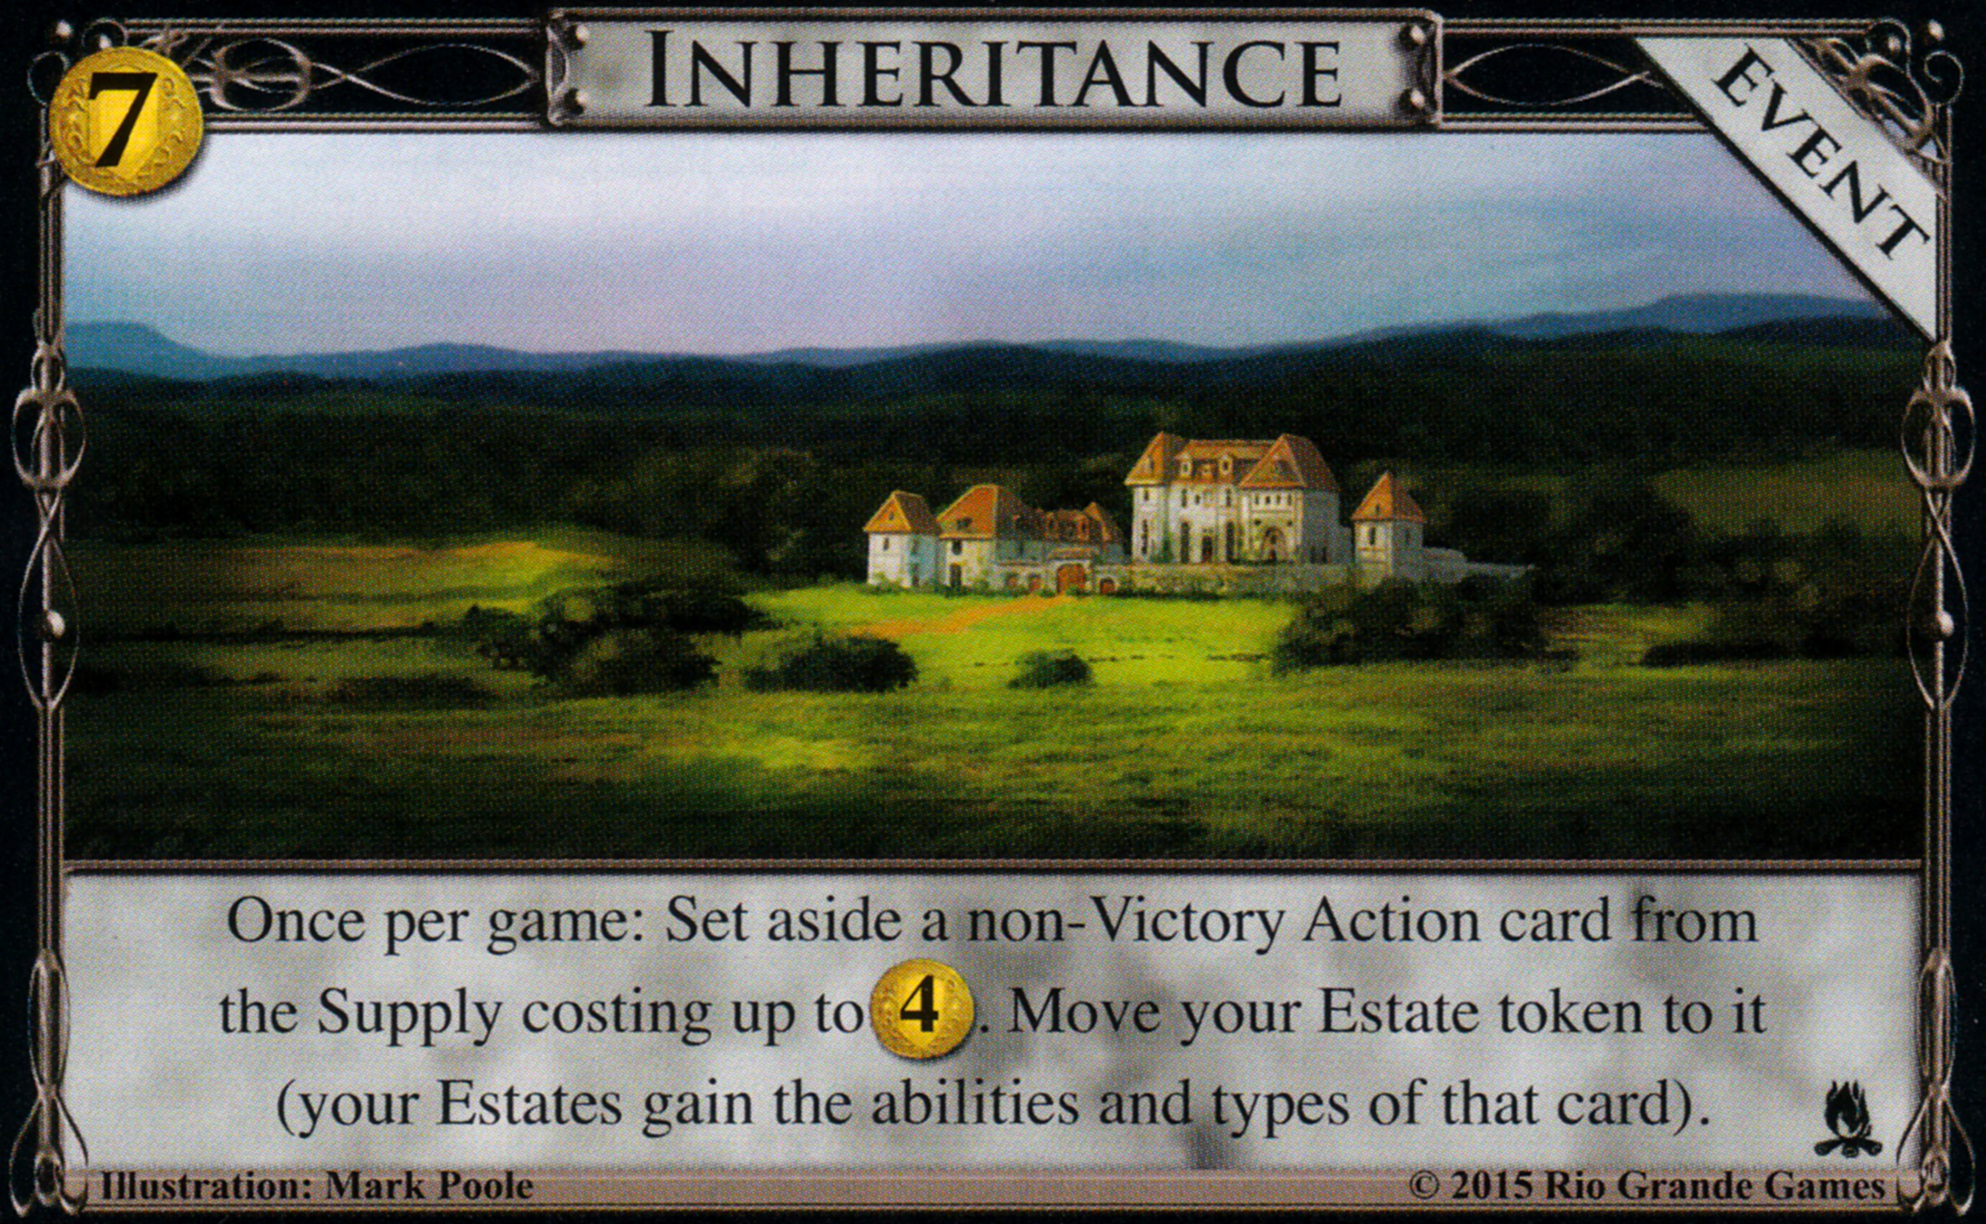 7
INHERITANCE
EVENT
Once per game: Set aside a non-Victory Action card from
the Supply costing up to 4. Move your Estate token to it
(your Estates gain the abilities and types of that card).
Illustration: Mark Poole
© 2015 Rio Grande Games